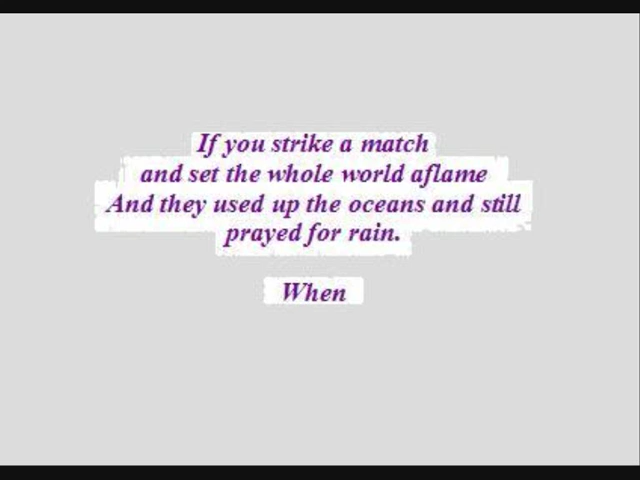 If you strike a match
and set the whole world aflame
And they used up the oceans and still
prayed for rain.
When